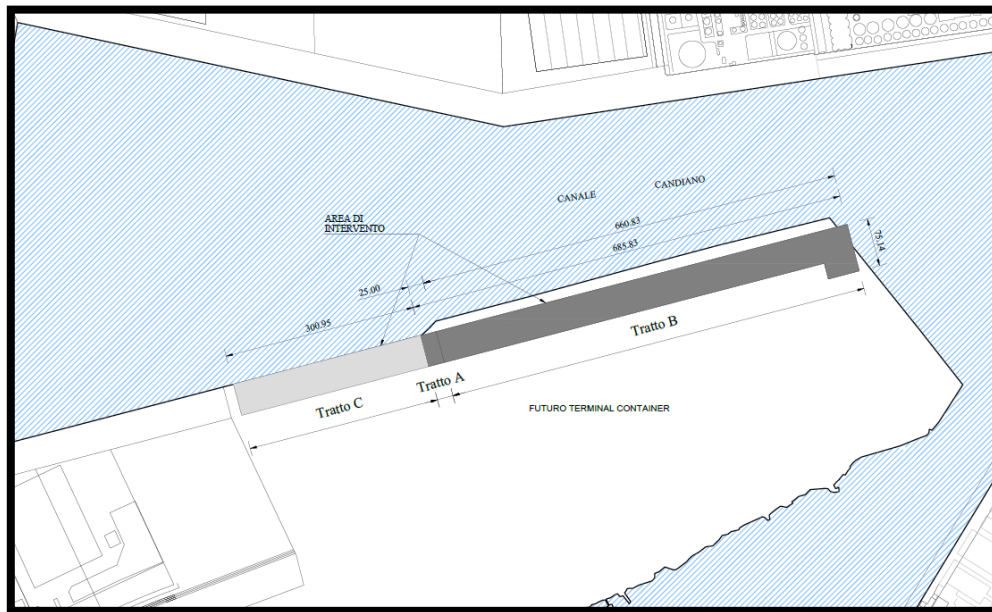 CANALE CANDIANO
AREA DI
INTERVENTO
660.83
685.83
75.14
25.00
300.95
Tratto B
Tratto A
Tratto C
FUTURO TERMINAL CONTAINER